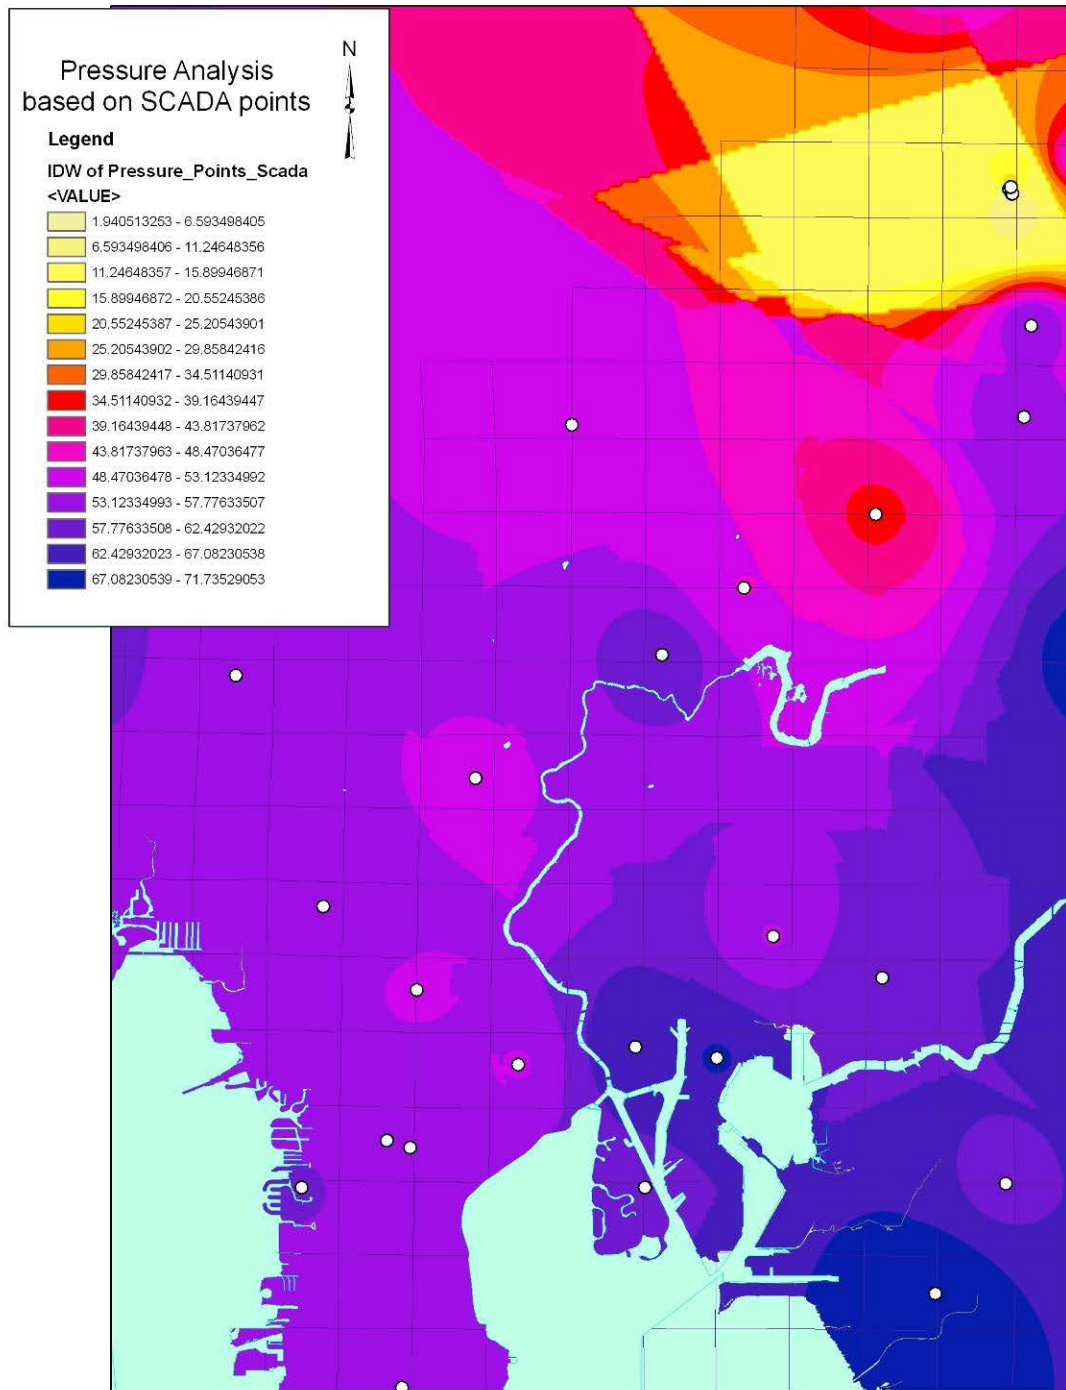 N
Pressure Analysis
based on SCADA points
Legend
IDW of Pressure_Points_Scada
<VALUE>
1.940513253 - 6.593498405
6.593498406 - 11.24648356
11.24648357 - 15.89946871
15.89946872 - 20.55245386
20.55245387 - 25.20543901
25.20543902 - 29.85842416
29.85842417 - 34.51140931
34.51140932 - 39.16439447
39.16439448 - 43.81737962
43.81737963 - 48.47036477
48.47036478 - 53.12334992
53.12334993 - 57.77633507
57.77633508 - 62.42932022
62.42932023 - 67.08230538
67.08230539 - 71.73529053